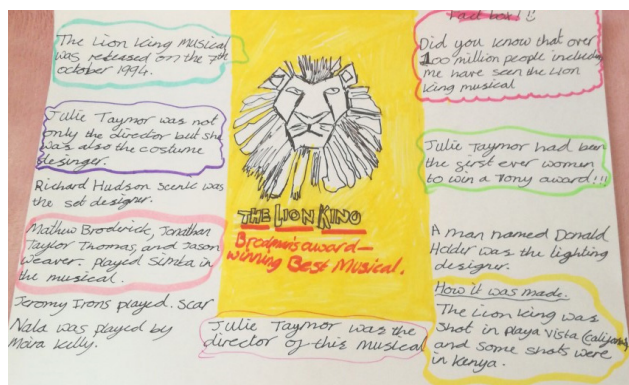 The Lion King Musical
was released on the 7th
october 1994.
Julie Taymor was not
only the director but she
was also the costume
desinger.
Richard Hudson Scenic was
the set designer.
Mathew Broderick, Jonathan
Taylor Thomas, and Jason
Weaver. played Simba in
the musical.
Jeromy Irons played. Scar
Nala was played by
Moira Kelly.
THE LION KING
award-
winning Best Musical.
Julie Taymor was the
director of this musical
Fact box!
Did you know that over
100 million people including
me have seen the Lion
King musical
Julie Taymor had been
the first ever women
to win a Tony award!!!
A man named Donald
Holder was the lighting
designer.
How it was made.
The Lion King was
shot in playa Vista
and some shots were
in Kenya.